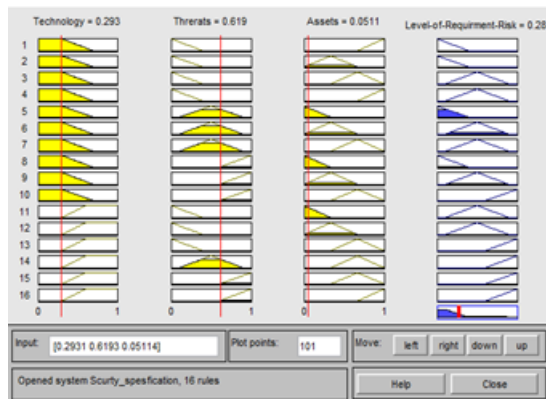 Technology = 0.293
Threrats = 0.619
Assets = 0.0511
Level-of-Requirment-Risk = 0.28
1
2
3
4
5
6
7
8
9
10
11
12
13
14
15
16
0 1
0 1
0 1
Input: [0.2931 0.6193 0.05114]
Plot points: 101
Move: left right down up
Opened system Scurty_spesfication, 16 rules
Help Close